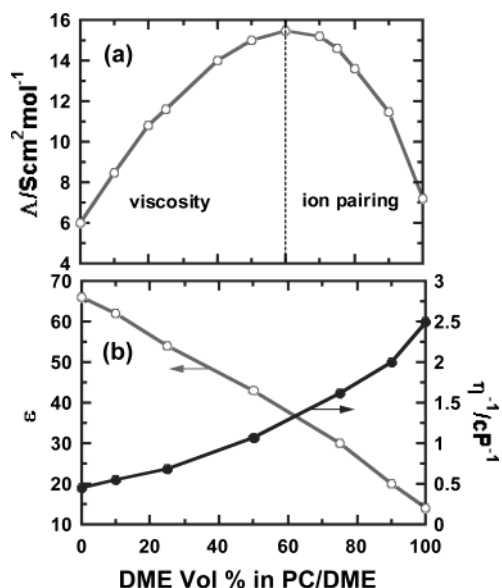 (a)
16
14
12
10
8
6
4
Λ/Scm²mol⁻¹
viscosity
ion pairing
(b)
70
60
50
40
30
20
10
ε
3
2.5
2
1.5
1
0.5
0
η⁻¹/cP⁻¹
0 20 40 60 80 100
DME Vol % in PC/DME